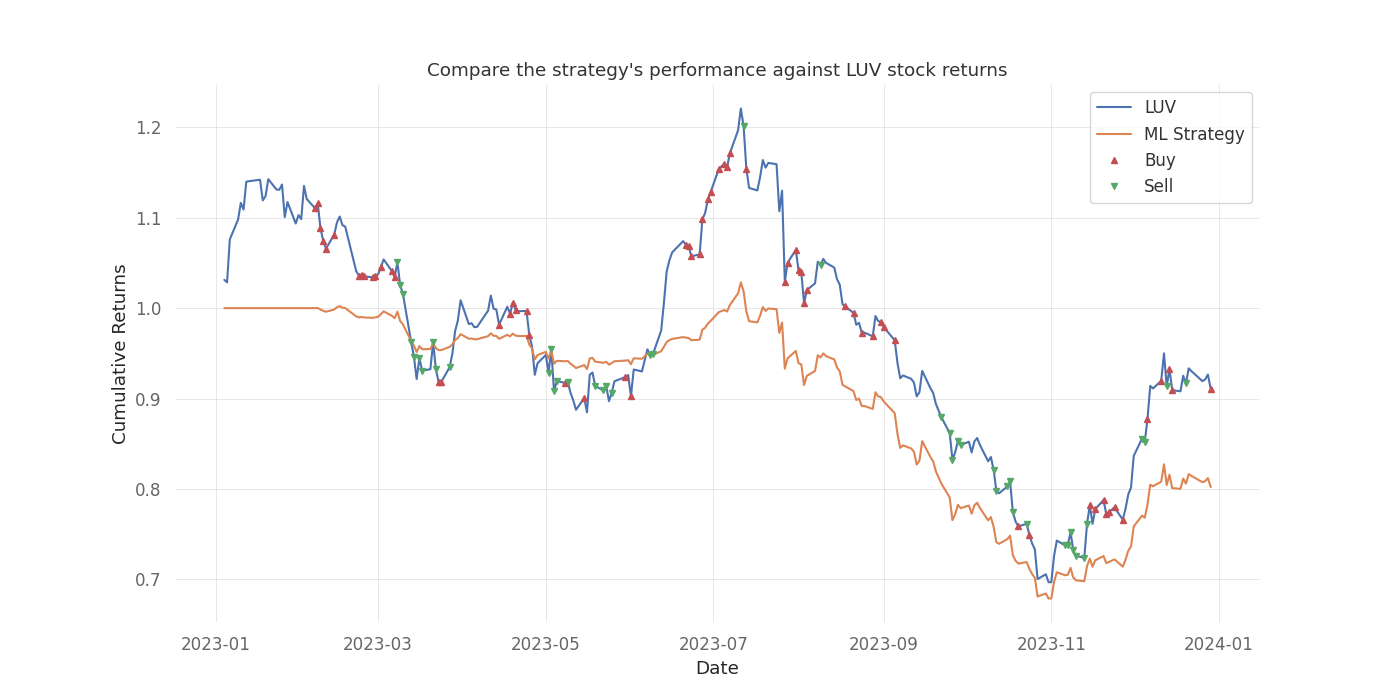 Compare the strategy's performance against LUV stock returns
LUV
ML Strategy
Buy
Sell
1.2
1.1
1.0
0.9
0.8
0.7
Cumulative Returns
2023-01 2023-03 2023-05 2023-07 2023-09 2023-11 2024-01
Date